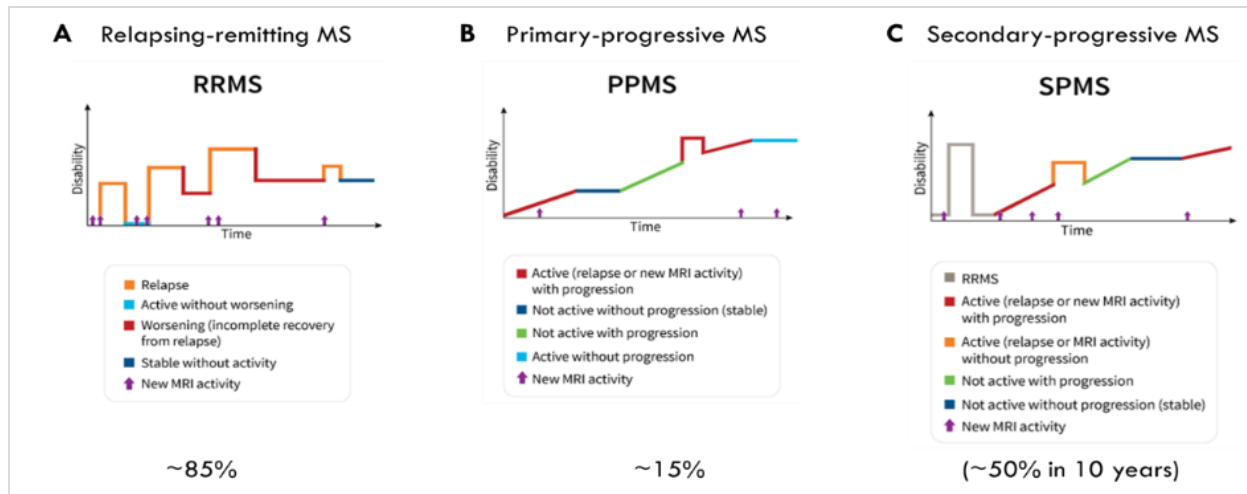 A Relapsing-remitting MS
RRMS
Disability
Time
Relapse
Active without worsening
Worsening (incomplete recovery
from relapse)
Stable without activity
New MRI activity
~85%
B Primary-progressive MS
PPMS
Disability
Time
Active (relapse or new MRI activity)
with progression
Not active without progression (stable)
Not active with progression
Active without progression
New MRI activity
~15%
C Secondary-progressive MS
SPMS
Disability
Time
RRMS
Active (relapse or new MRI activity)
with progression
Active (relapse or MRI activity)
without progression
Not active with progression
Not active without progression (stable)
New MRI activity
(~50% in 10 years)